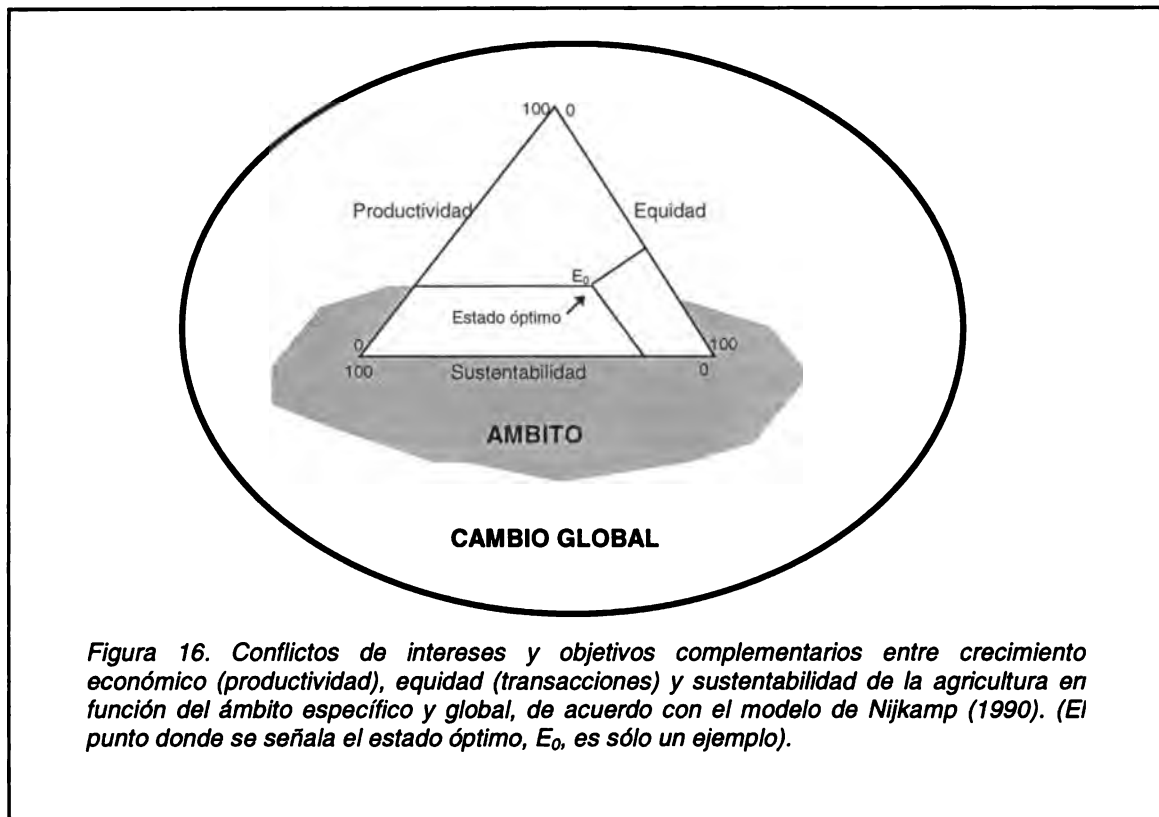 100 0
Productividad Equidad
E₀
Estado óptimo
0 100
100 Sustentabilidad 0
AMBITO
CAMBIO GLOBAL
Figura 16. Conflictos de intereses y objetivos complementarios entre crecimiento
económico (productividad), equidad (transacciones) y sustentabilidad de la agricultura en
función del ámbito específico y global, de acuerdo con el modelo de Nijkamp (1990). (El
punto donde se señala el estado óptimo, E₀, es sólo un ejemplo).